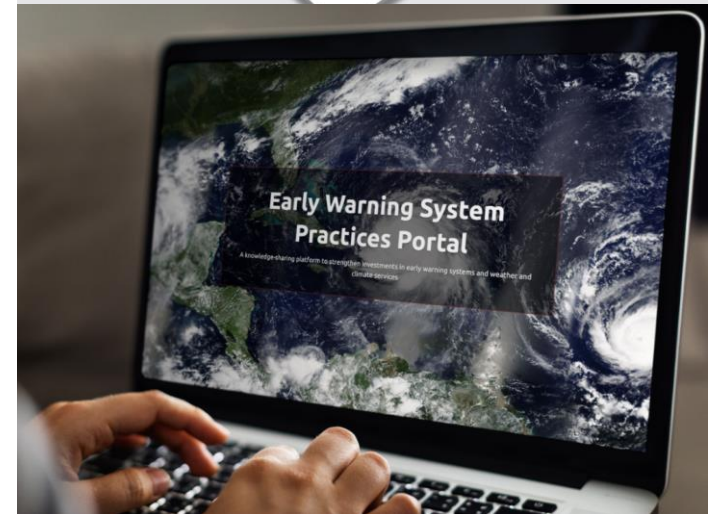 Early Warning System
Practices Portal
A knowledge-sharing platform to strengthen investments in early warning systems and weather and
climate services